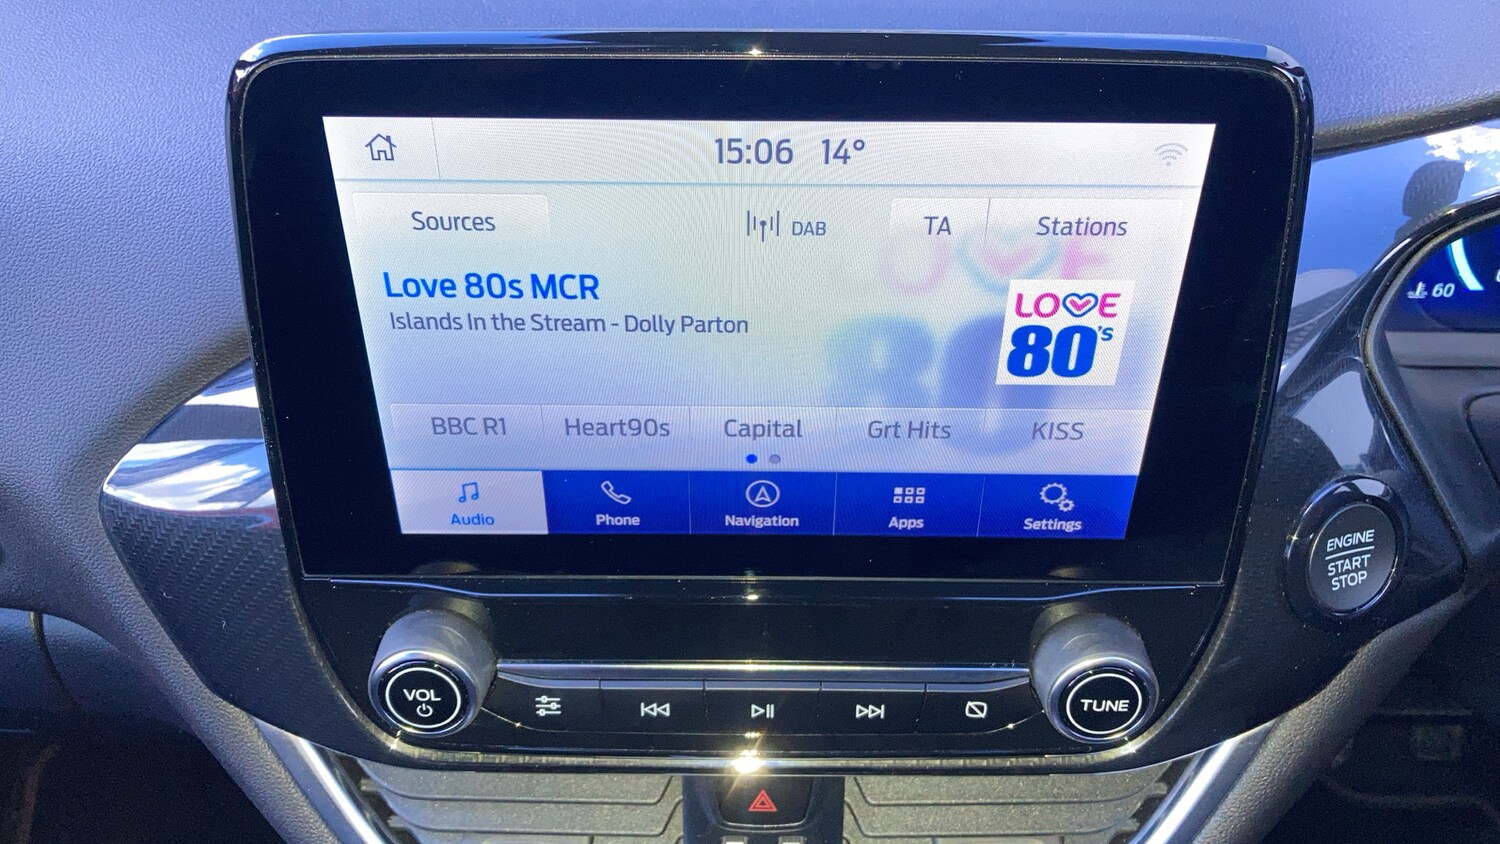 15:06 14°
Sources DAB TA Stations
Love 80s MCR
Islands In the Stream - Dolly Parton
LOVE
80's
BBC R1 Heart90s Capital Grt Hits KISS
Audio Phone Navigation Apps Settings
60
ENGINE
START
STOP
VOL
TUNE